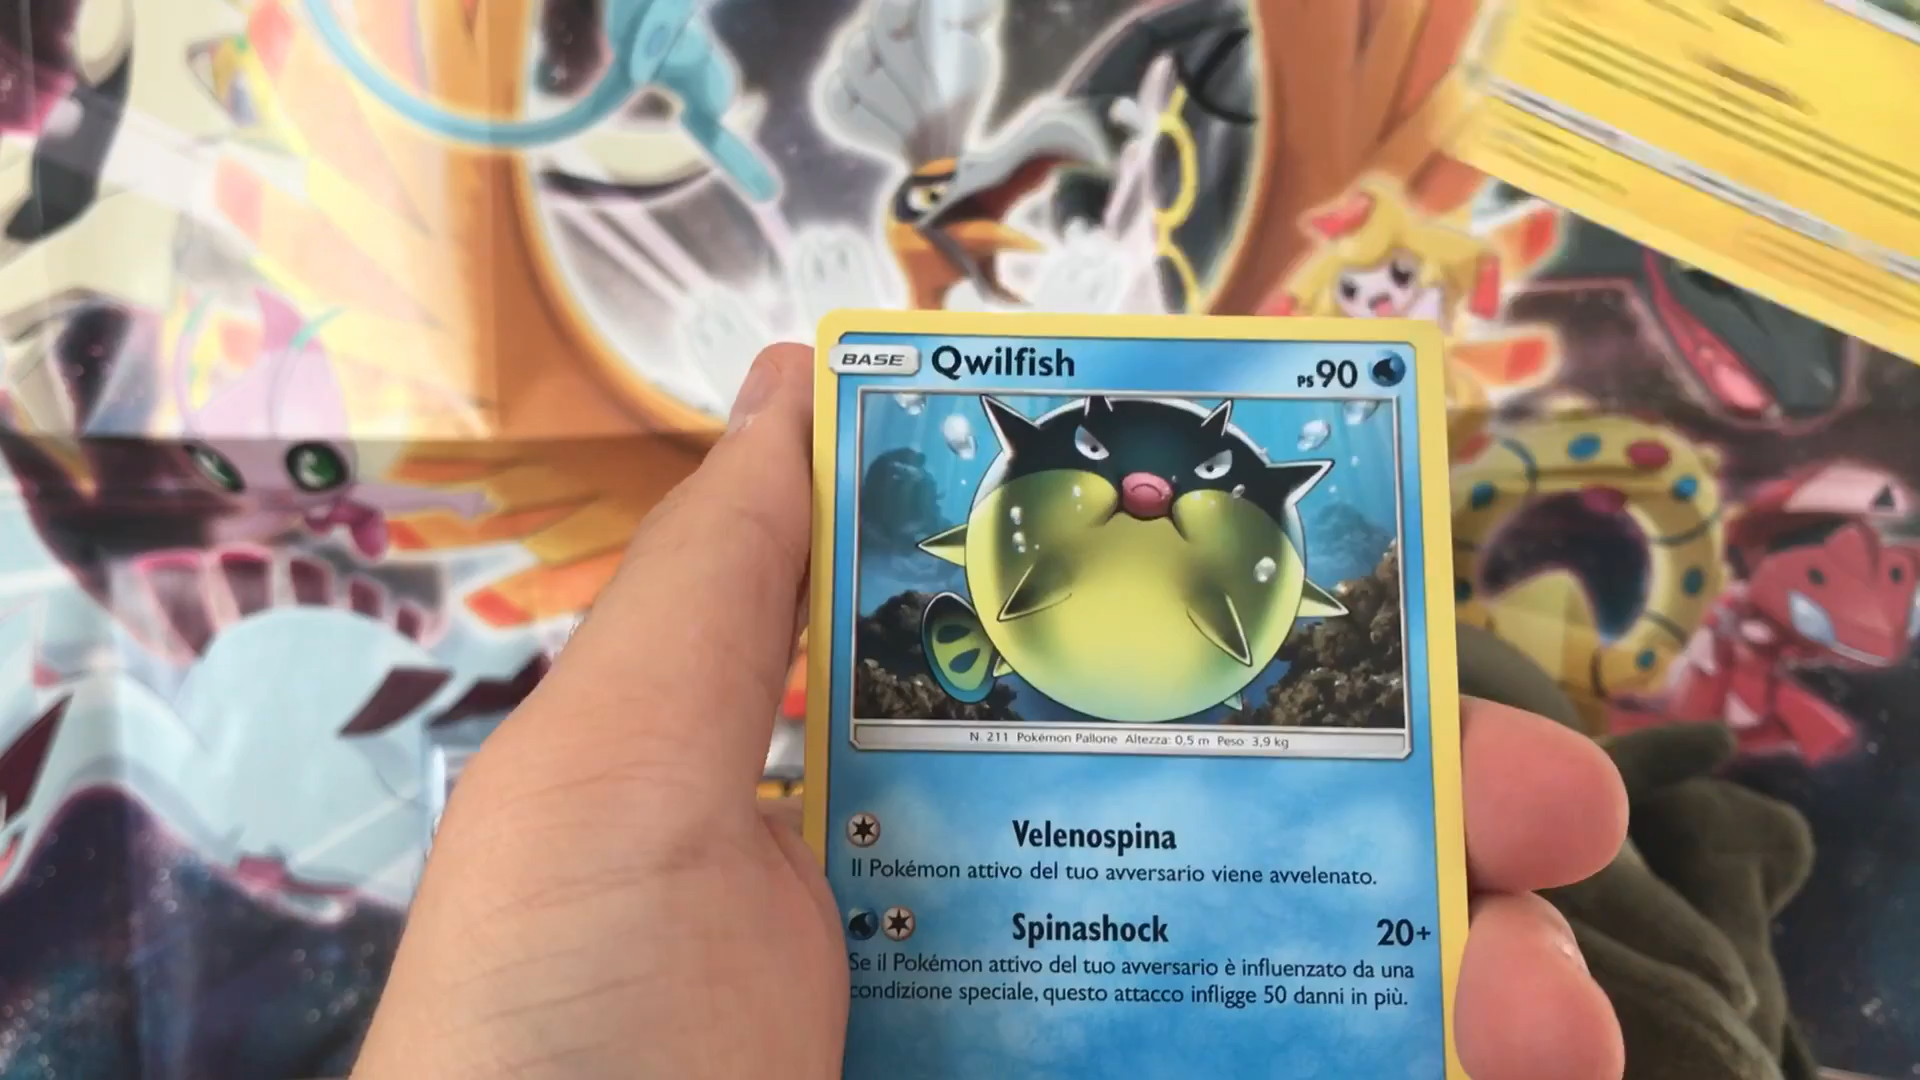 BASE Qwilfish PS90
N. 211 Pokémon Pallone Altezza: 0,5 m Peso: 3,9 kg
Velenospina
Il Pokémon attivo del tuo avversario viene avvelenato.
Spinashock 20+
Se il Pokémon attivo del tuo avversario è influenzato da una
condizione speciale, questo attacco infligge 50 danni in più.